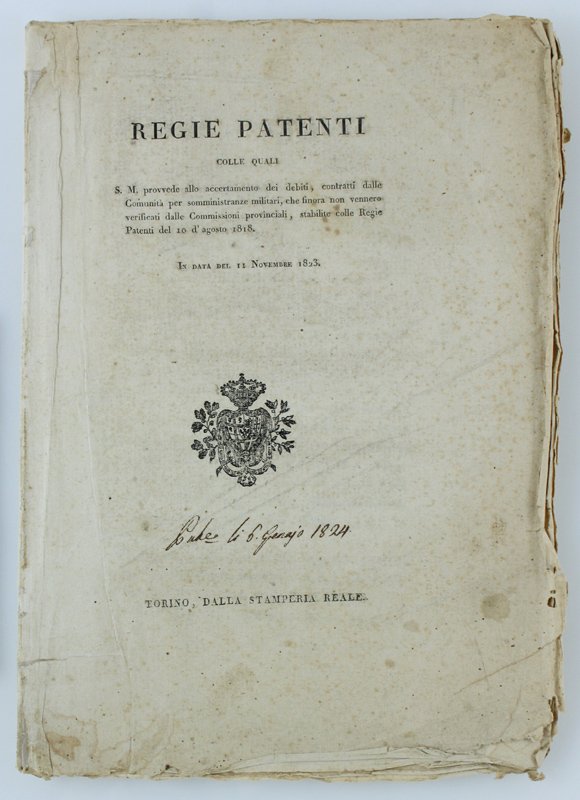 REGIE PATENTI
COLLE QUALI
S. M. provvede allo accertamento dei debiti, contratti dalle
Comunità per somministranze militari, che finora non vennero
verificati dalle Commissioni provinciali, stabilite colle Regie
Patenti del 10 d'agosto 1818.
In data del 11 Novembre 1823.
li 6. Genajo 1824
TORINO, DALLA STAMPERIA REALE.